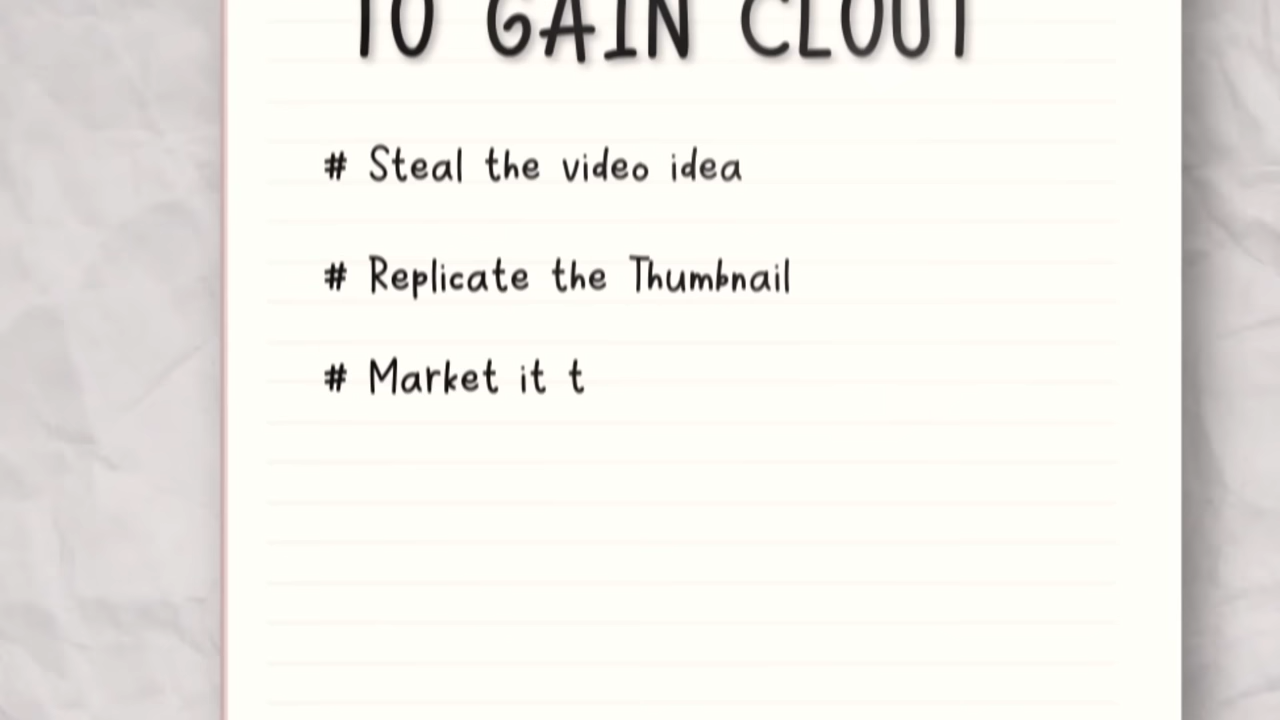 TO GAIN CLOUT
# Steal the video idea
# Replicate the Thumbnail
# Market it t